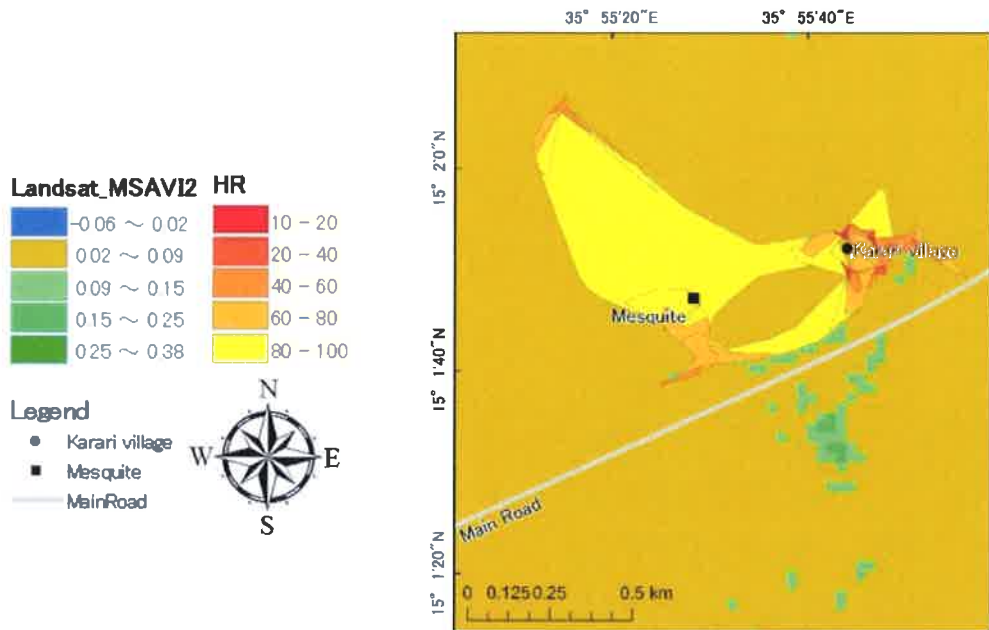 35° 55'20"E 35° 55'40"E
15° 2'0"N
15° 1'40"N
15° 1'20"N
Landsat_MSAVI2 HR
-0.06 ~ 0.02 10 - 20
0.02 ~ 0.09 20 - 40
0.09 ~ 0.15 40 - 60
0.15 ~ 0.25 60 - 80
0.25 ~ 0.38 80 - 100
Legend
Karari village
Mesquite
MainRoad
N
W E
S
Karari village
Mesquite
Main Road
0 0.125 0.25 0.5 km